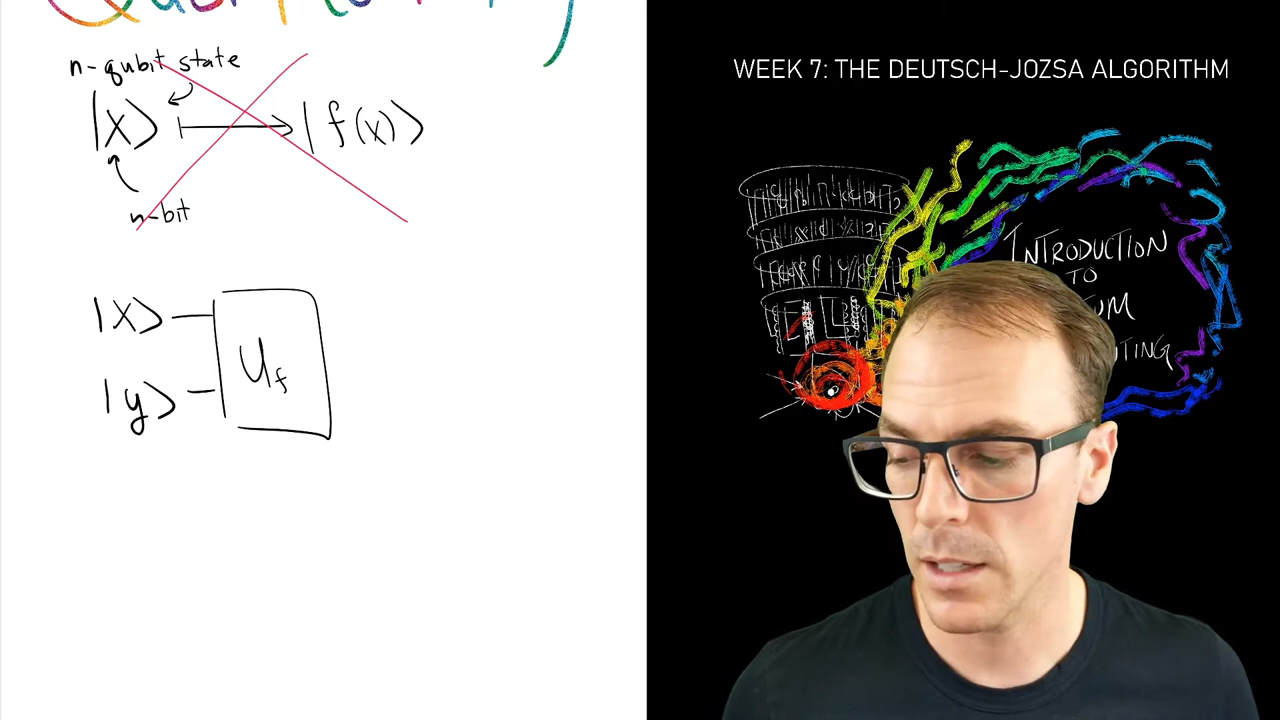 n-qubit state
|x⟩ ↦ |f(x)⟩
n-bit
|x⟩
U_f
|y⟩
WEEK 7: THE DEUTSCH-JOZSA ALGORITHM
INTRODUCTION
TO